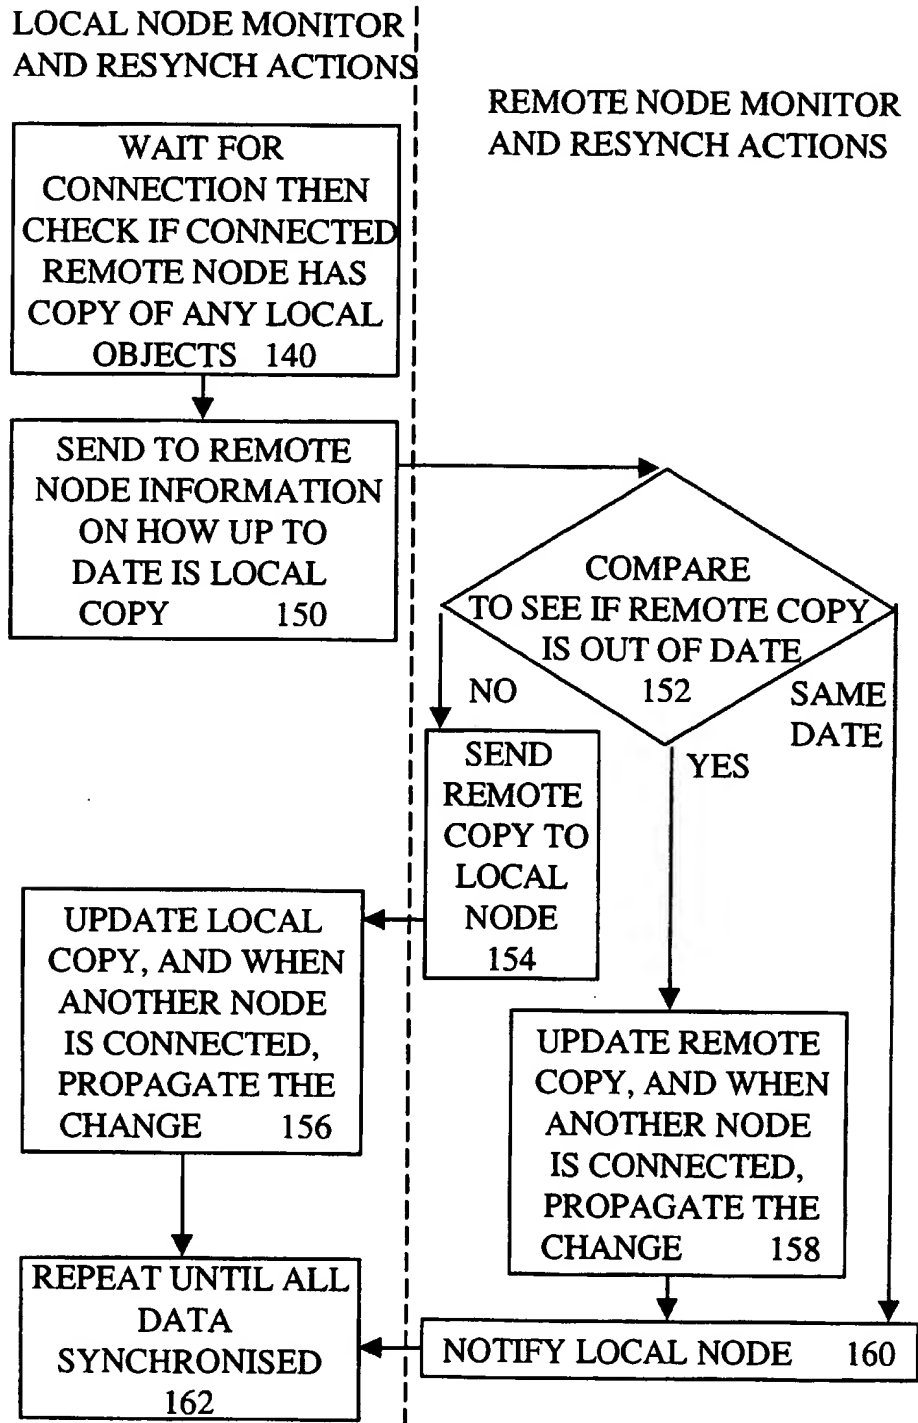 LOCAL NODE MONITOR
AND RESYNCH ACTIONS
REMOTE NODE MONITOR
AND RESYNCH ACTIONS
WAIT FOR
CONNECTION THEN
CHECK IF CONNECTED
REMOTE NODE HAS
COPY OF ANY LOCAL
OBJECTS 140
SEND TO REMOTE
NODE INFORMATION
ON HOW UP TO
DATE IS LOCAL
COPY 150
COMPARE
TO SEE IF REMOTE COPY
IS OUT OF DATE
152
NO
YES
SAME
DATE
SEND
REMOTE
COPY TO
LOCAL
NODE
154
UPDATE LOCAL
COPY, AND WHEN
ANOTHER NODE
IS CONNECTED,
PROPAGATE THE
CHANGE 156
UPDATE REMOTE
COPY, AND WHEN
ANOTHER NODE
IS CONNECTED,
PROPAGATE THE
CHANGE 158
REPEAT UNTIL ALL
DATA
SYNCHRONISED
162
NOTIFY LOCAL NODE 160